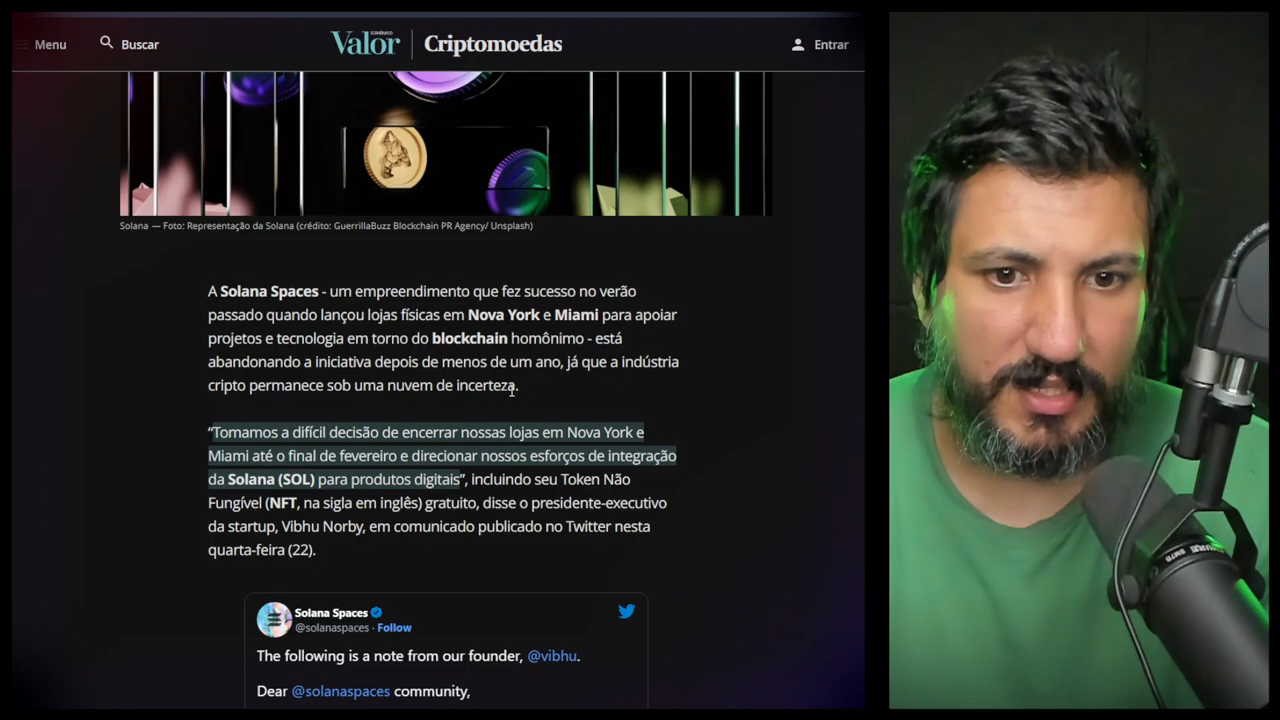 Menu
Buscar
Valor ECONÔMICO
Criptomoedas
Entrar
Solana — Foto: Representação da Solana (crédito: GuerrillaBuzz Blockchain PR Agency/ Unsplash)
A Solana Spaces - um empreendimento que fez sucesso no verão
passado quando lançou lojas físicas em Nova York e Miami para apoiar
projetos e tecnologia em torno do blockchain homônimo - está
abandonando a iniciativa depois de menos de um ano, já que a indústria
cripto permanece sob uma nuvem de incerteza.
“Tomamos a difícil decisão de encerrar nossas lojas em Nova York e
Miami até o final de fevereiro e direcionar nossos esforços de integração
da Solana (SOL) para produtos digitais”, incluindo seu Token Não
Fungível (NFT, na sigla em inglês) gratuito, disse o presidente-executivo
da startup, Vibhu Norby, em comunicado publicado no Twitter nesta
quarta-feira (22).
Solana Spaces
@solanaspaces · Follow
The following is a note from our founder, @vibhu.
Dear @solanaspaces community,